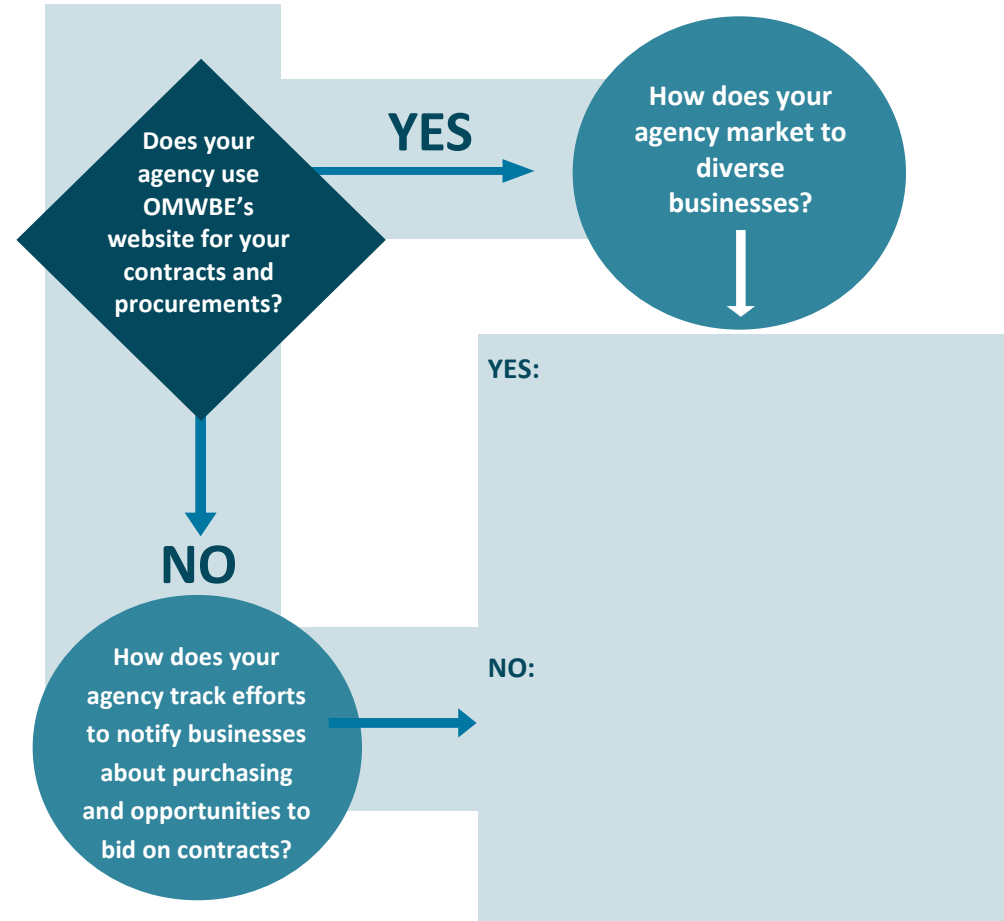 Does your
agency use
OMWBE’s
website for your
contracts and
procurements?
YES
How does your
agency market to
diverse
businesses?
YES:
NO
How does your
agency track efforts
to notify businesses
about purchasing
and opportunities to
bid on contracts?
NO: